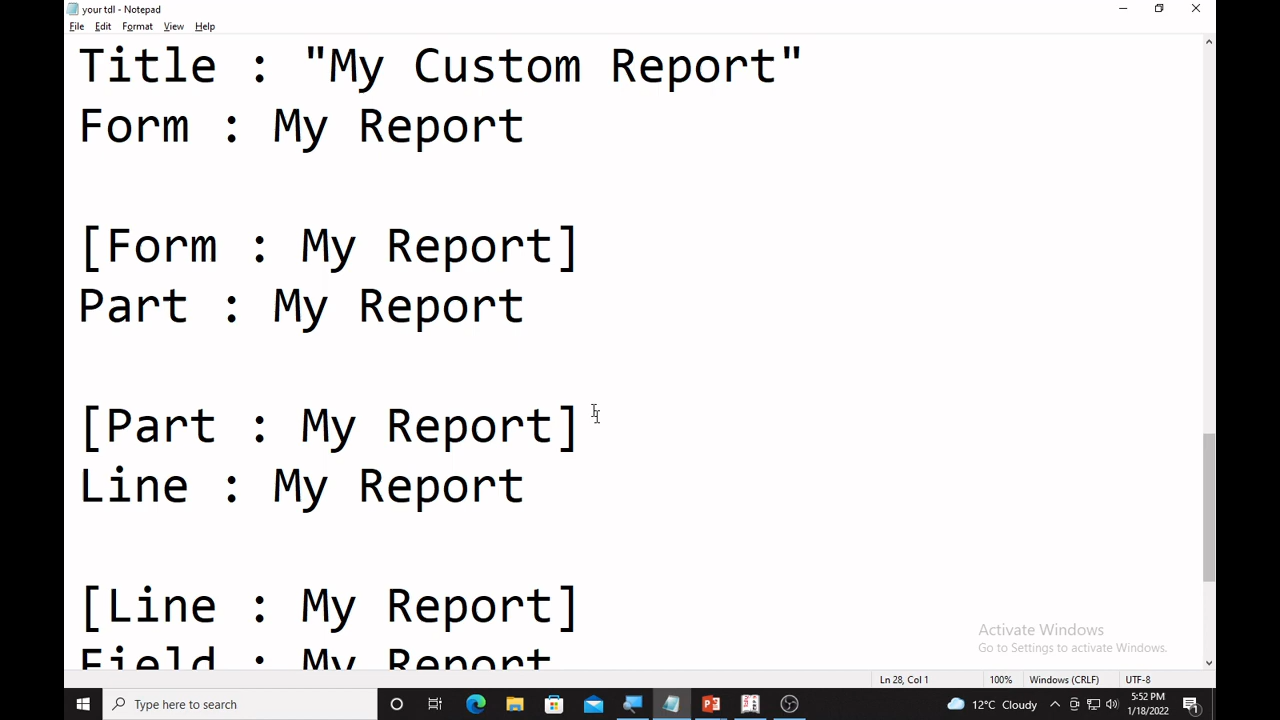 your tdl - Notepad
File Edit Format View Help
Title : "My Custom Report"
Form : My Report
[Form : My Report]
Part : My Report
[Part : My Report]
Line : My Report
[Line : My Report]
Field : My Report
Activate Windows
Go to Settings to activate Windows.
Ln 28, Col 1 100% Windows (CRLF) UTF-8
Type here to search 12°C Cloudy 5:52 PM
1/18/2022